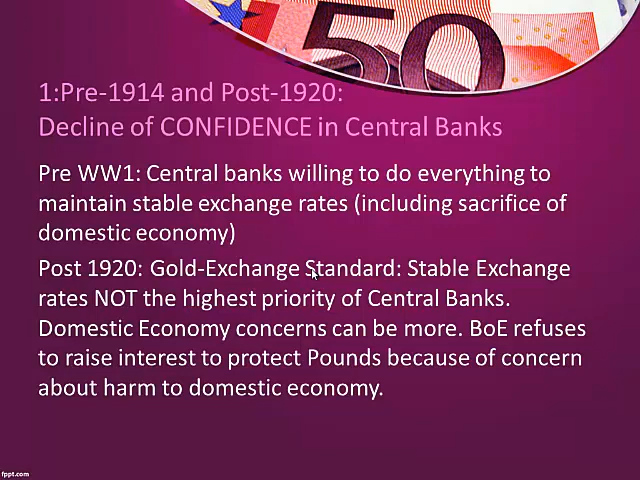 50
1:Pre-1914 and Post-1920:
Decline of CONFIDENCE in Central Banks
Pre WW1: Central banks willing to do everything to
maintain stable exchange rates (including sacrifice of
domestic economy)
Post 1920: Gold-Exchange Standard: Stable Exchange
rates NOT the highest priority of Central Banks.
Domestic Economy concerns can be more. BoE refuses
to raise interest to protect Pounds because of concern
about harm to domestic economy.
fppt.com